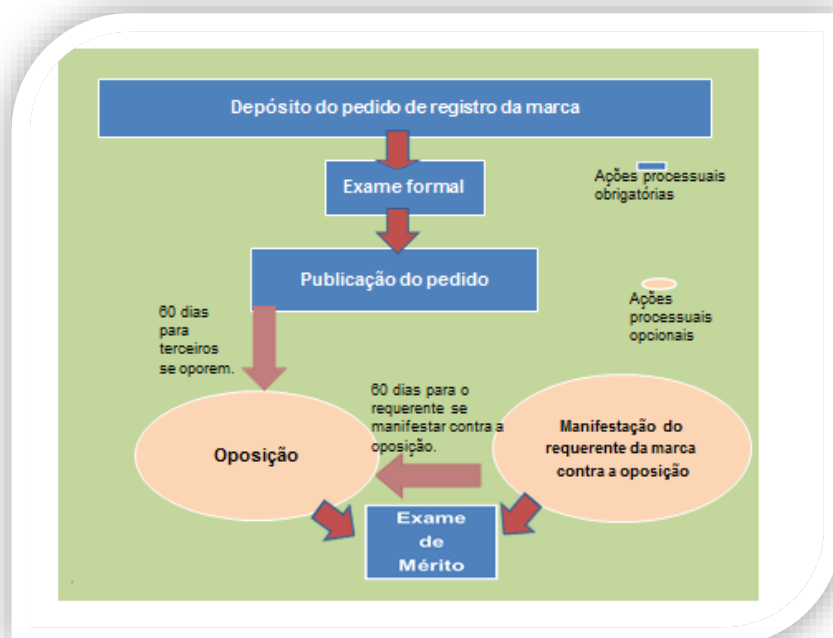 Depósito do pedido de registro da marca
Exame formal
Ações processuais
obrigatórias
Publicação do pedido
Ações
processuais
opcionais
60 dias
para
terceiros
se oporem.
60 dias para o
requerente se
manifestar contra a
oposição.
Oposição
Manifestação do
requerente da marca
contra a oposição
Exame
de
Mérito